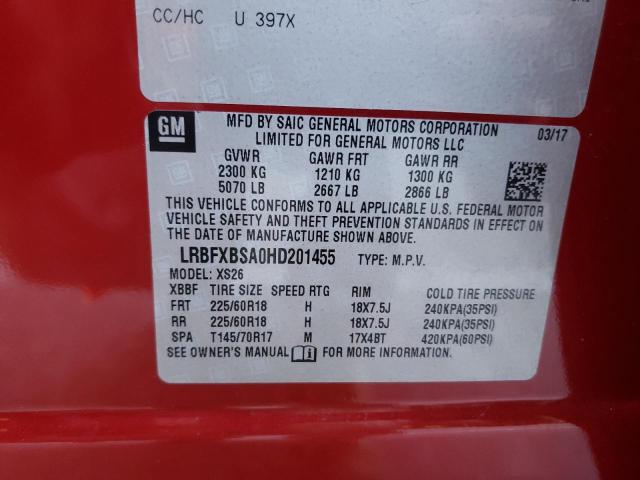 CC/HC U 397X
GM
MFD BY SAIC GENERAL MOTORS CORPORATION 03/17
LIMITED FOR GENERAL MOTORS LLC
GVWR GAWR FRT GAWR RR
2300 KG 1210 KG 1300 KG
5070 LB 2667 LB 2866 LB
THIS VEHICLE CONFORMS TO ALL APPLICABLE U.S. FEDERAL MOTOR
VEHICLE SAFETY AND THEFT PREVENTION STANDARDS IN EFFECT ON
THE DATE OF MANUFACTURE SHOWN ABOVE.
LRBFXBSA0HD201455 TYPE: M.P.V.
MODEL: XS26
XBBF TIRE SIZE SPEED RTG RIM COLD TIRE PRESSURE
FRT 225/60R18 H 18X7.5J 240KPA(35PSI)
RR 225/60R18 H 18X7.5J 240KPA(35PSI)
SPA T145/70R17 M 17X4BT 420KPA(60PSI)
SEE OWNER'S MANUAL FOR MORE INFORMATION.